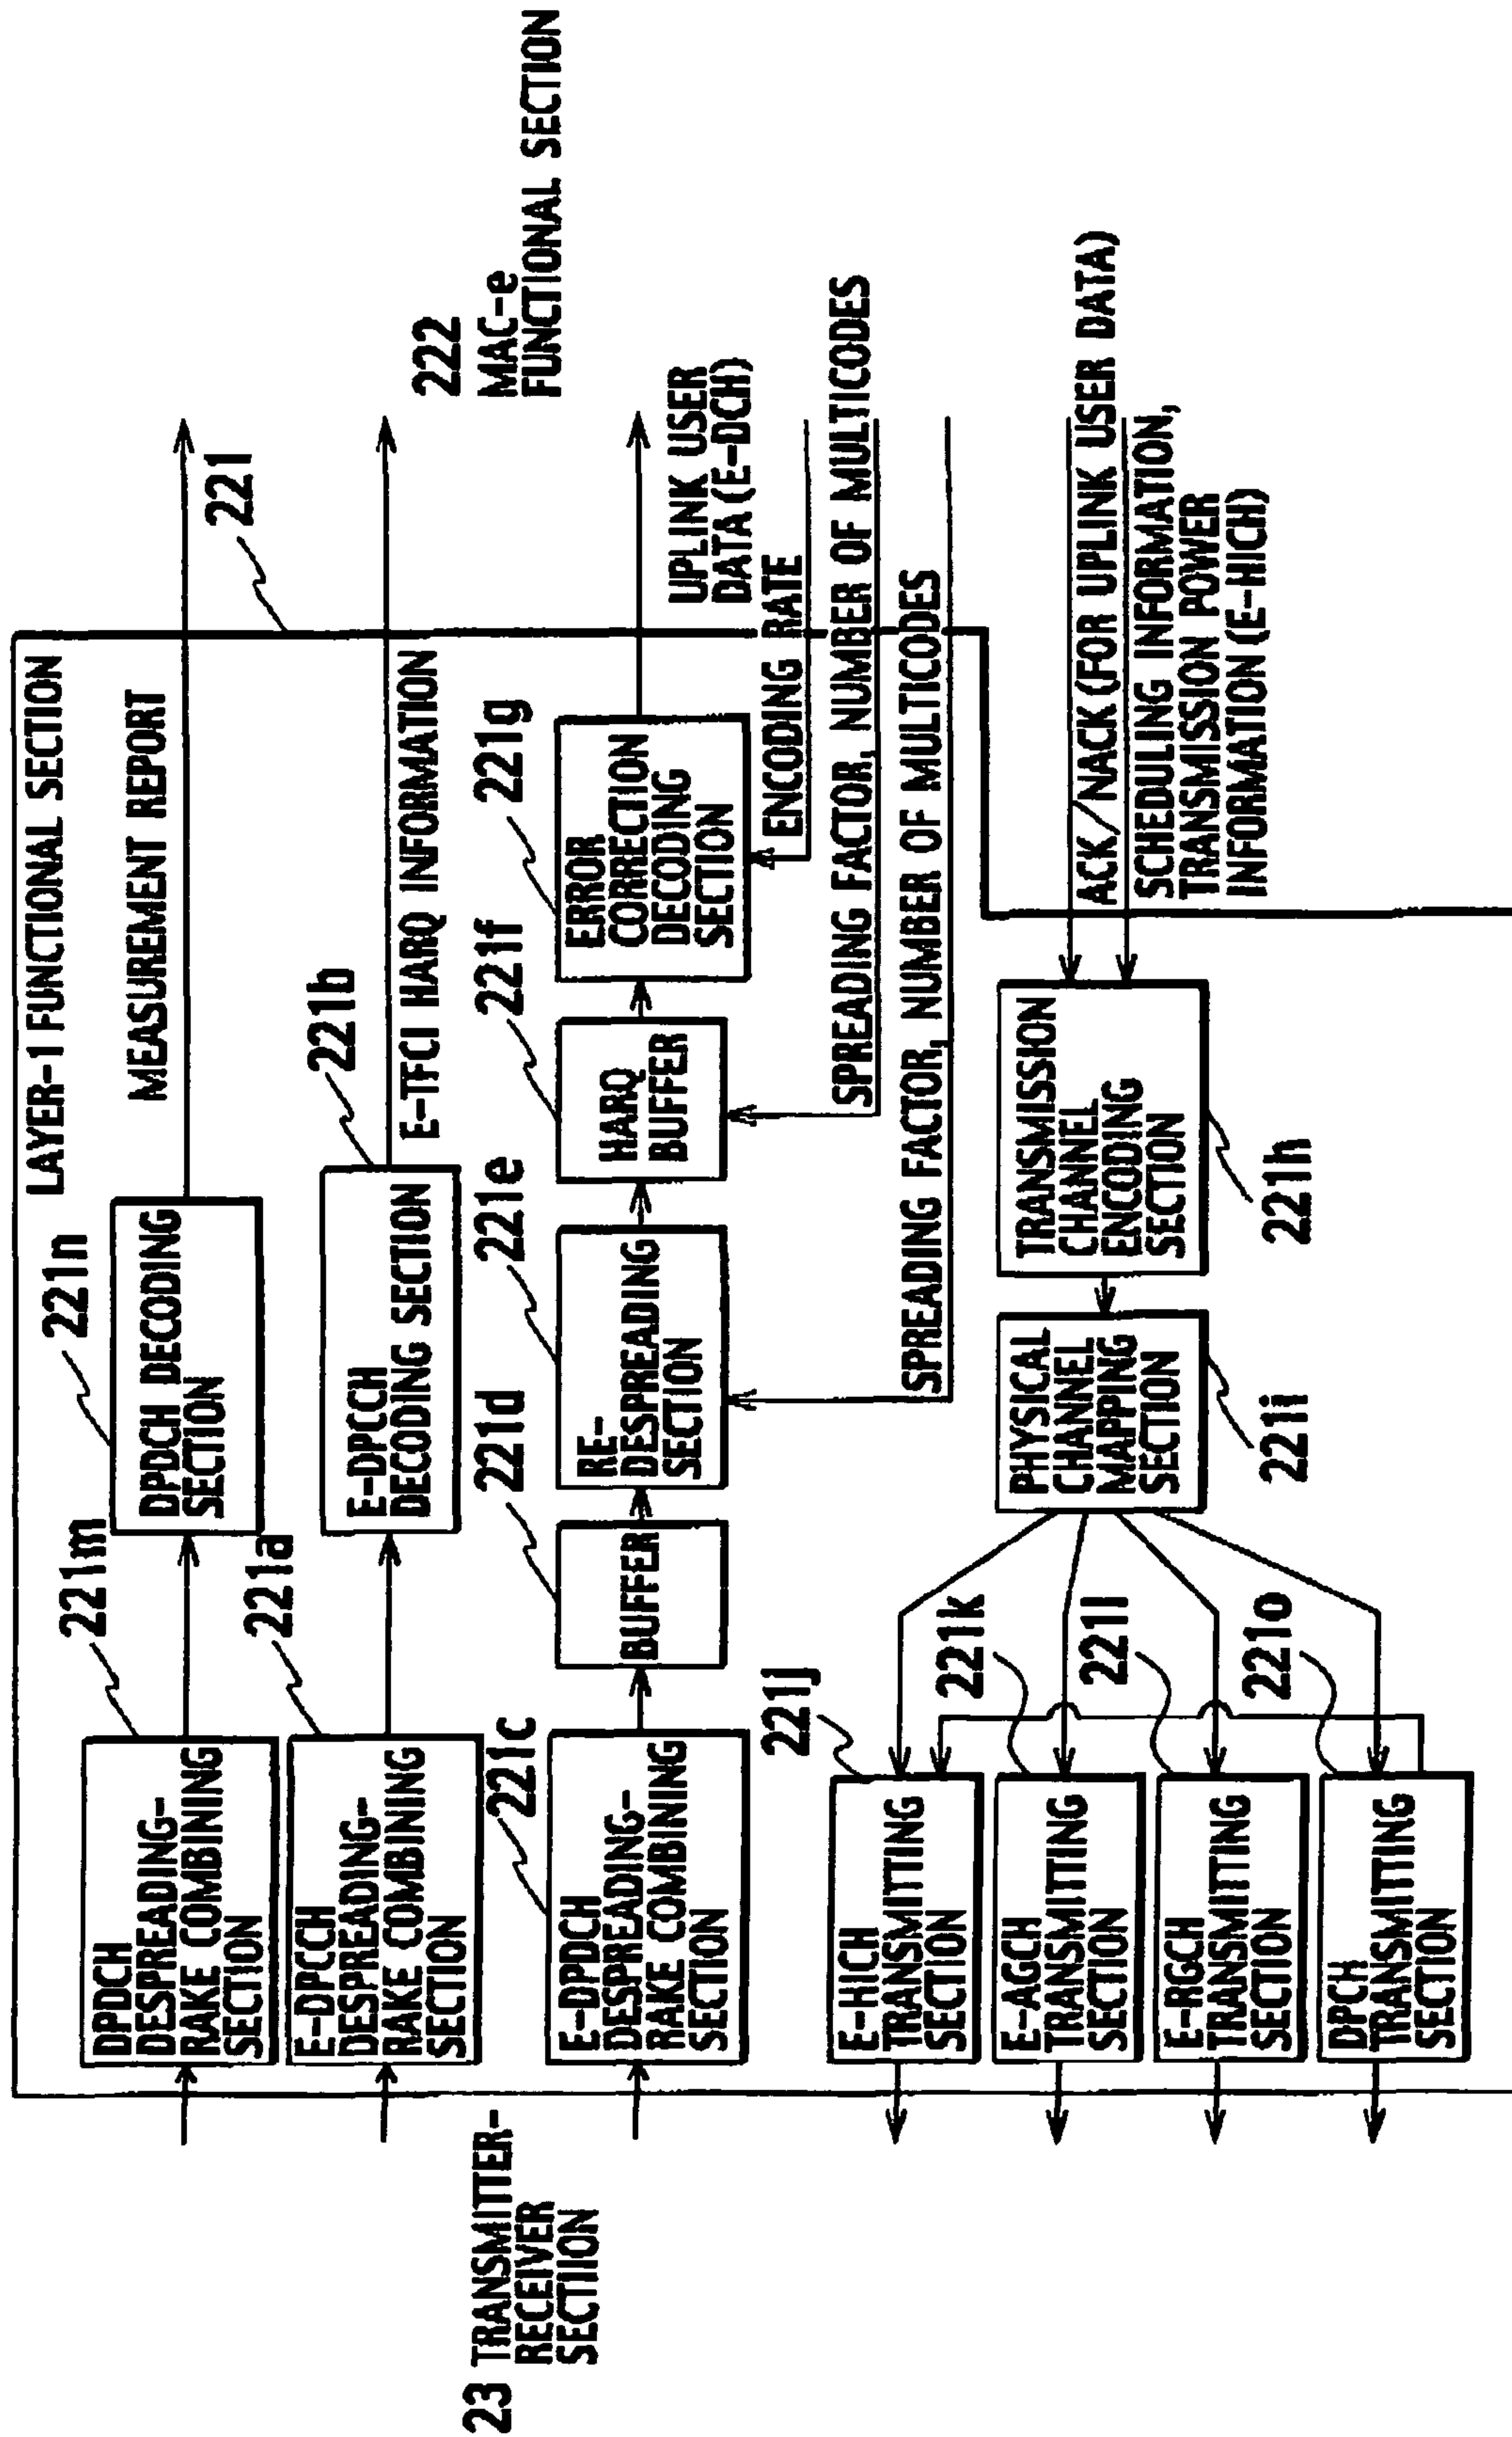 LAYER-1 FUNCTIONAL SECTION
221
222
MAC-e
FUNCTIONAL SECTION
23 TRANSMITTER-
RECEIVER
SECTIION
221m
DPDCH
DESPREADING-
RAKE COMBINING
SECTION
221n
DPDCH DECODING
SECTION
MEASUREMENT REPORT
221a
E-DPCCH
DESPREADING-
RAKE COMBINING
SECTION
221b
E-DPCCH
DECODING SECTION
E-TFCI HARQ INFORMATION
221c
E-DPDCH
DESPREADING-
RAKE COMBINING
SECTION
221d
BUFFER
221e
RE-
DESPREADING
SECTION
221f
HARQ
BUFFER
221g
ERROR
CORRECTION
DECODING
SECTION
UPLINK USER
DATA(E-DCH)
ENCODING RATE
SPREADING FACTOR, NUMBER OF MULTICODES
SPREADING FACTOR, NUMBER OF MULTICODES
221j
E-HICH
TRANSMITTING
SECTION
221k
E-AGCH
TRANSMITTING
SECTION
221l
E-RGCH
TRANSMITTING
SECTION
221o
DPCH
TRANSMITTING
SECTION
PHYSICAL
CHANNEL
MAPPING
SECTION
221i
TRANSMISSION
CHANNEL
ENCODING
SECTION
221h
ACK/NACK(FOR UPLINK USER DATA)
SCHEDULING INFORMATION,
TRANSMISSION POWER
INFORMATION(E-HICH)